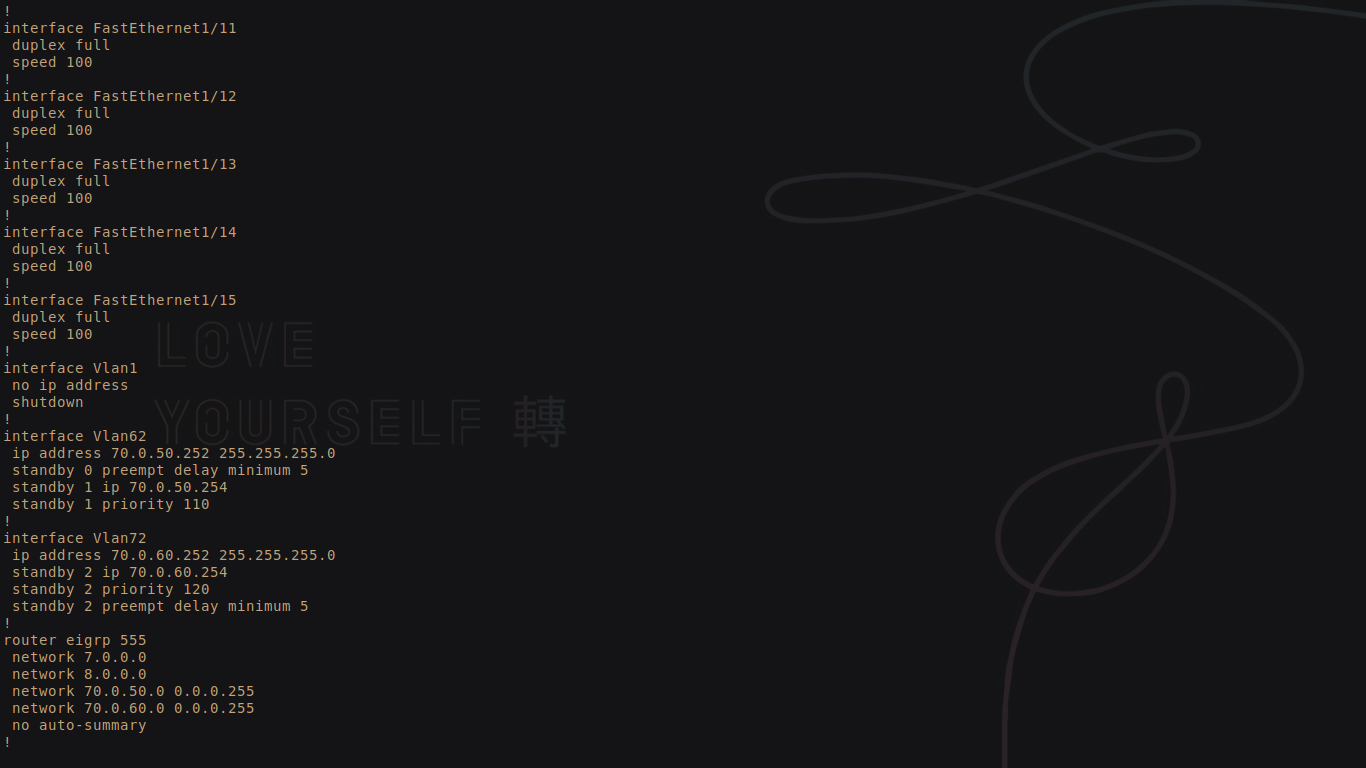 !
interface FastEthernet1/11
 duplex full
 speed 100
!
interface FastEthernet1/12
 duplex full
 speed 100
!
interface FastEthernet1/13
 duplex full
 speed 100
!
interface FastEthernet1/14
 duplex full
 speed 100
!
interface FastEthernet1/15
 duplex full
 speed 100
!
interface Vlan1
 no ip address
 shutdown
!
interface Vlan62
 ip address 70.0.50.252 255.255.255.0
 standby 0 preempt delay minimum 5
 standby 1 ip 70.0.50.254
 standby 1 priority 110
!
interface Vlan72
 ip address 70.0.60.252 255.255.255.0
 standby 2 ip 70.0.60.254
 standby 2 priority 120
 standby 2 preempt delay minimum 5
!
router eigrp 555
 network 7.0.0.0
 network 8.0.0.0
 network 70.0.50.0 0.0.0.255
 network 70.0.60.0 0.0.0.255
 no auto-summary
!
LOVE
YOURSELF 轉